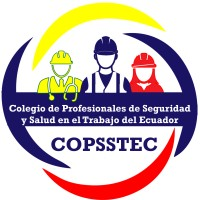 Colegio de Profesionales de Seguridad
y Salud en el Trabajo del Ecuador
COPSSTEC